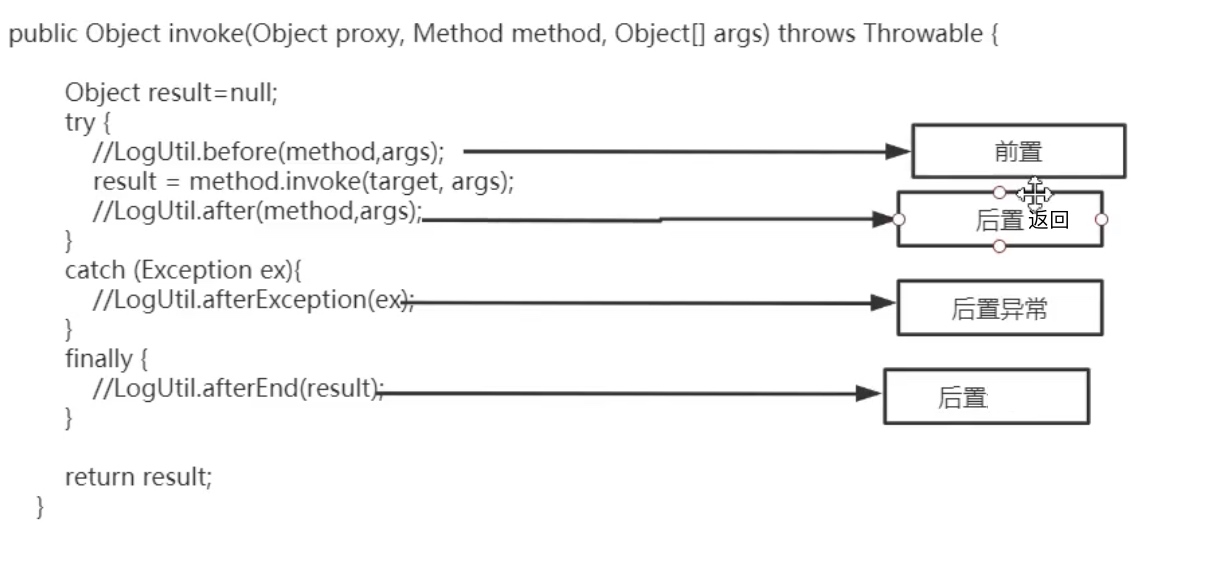 public Object invoke(Object proxy, Method method, Object[] args) throws Throwable {
Object result=null;
try {
//LogUtil.before(method,args);
前置
result = method.invoke(target, args);
//LogUtil.after(method,args);
后置返回
}
catch (Exception ex){
//LogUtil.afterException(ex);
后置异常
}
finally {
//LogUtil.afterEnd(result);
后置
}
return result;
}